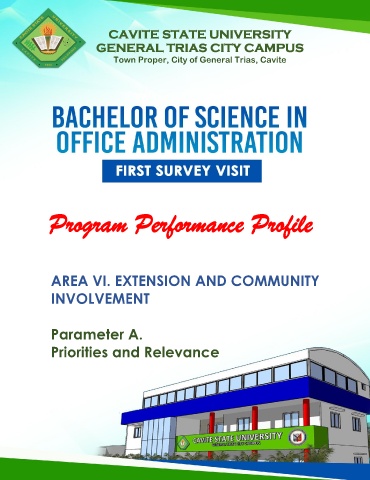 CAVITE STATE UNIVERSITY
GENERAL TRIAS CITY CAMPUS
Town Proper, City of General Trias, Cavite
BACHELOR OF SCIENCE IN
OFFICE ADMINISTRATION
FIRST SURVEY VISIT
Program Performance Profile
AREA VI. EXTENSION AND COMMUNITY
INVOLVEMENT
Parameter A.
Priorities and Relevance
CAVITE STATE UNIVERSITY